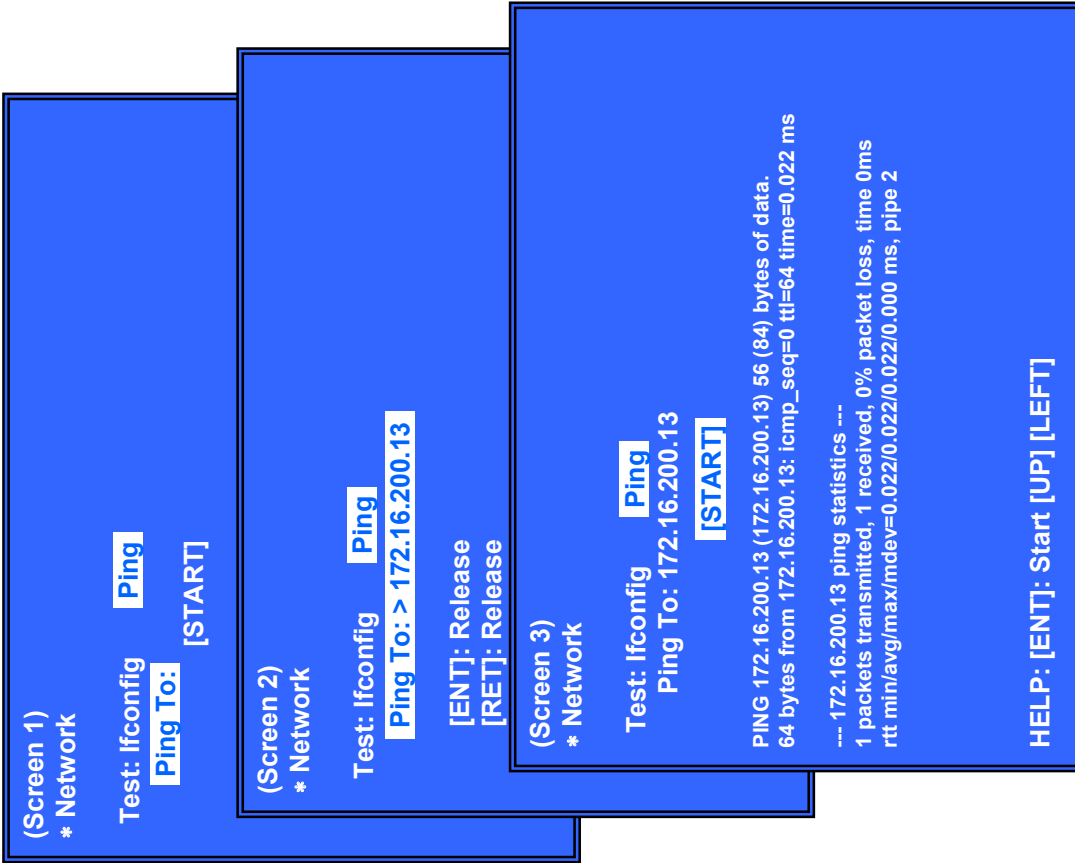 (Screen 1)
* Network
Test: Ifconfig Ping
Ping To:
[START]
(Screen 2)
* Network
Test: Ifconfig Ping
Ping To: > 172.16.200.13
[ENT]: Release
[RET]: Release
(Screen 3)
* Network
Test: Ifconfig Ping
Ping To: 172.16.200.13
[START]
PING 172.16.200.13 (172.16.200.13) 56 (84) bytes of data.
64 bytes from 172.16.200.13: icmp_seq=0 ttl=64 time=0.022 ms
--- 172.16.200.13 ping statistics ---
1 packets transmitted, 1 received, 0% packet loss, time 0ms
rtt min/avg/max/mdev=0.022/0.022/0.022/0.000 ms, pipe 2
HELP: [ENT]: Start [UP] [LEFT]